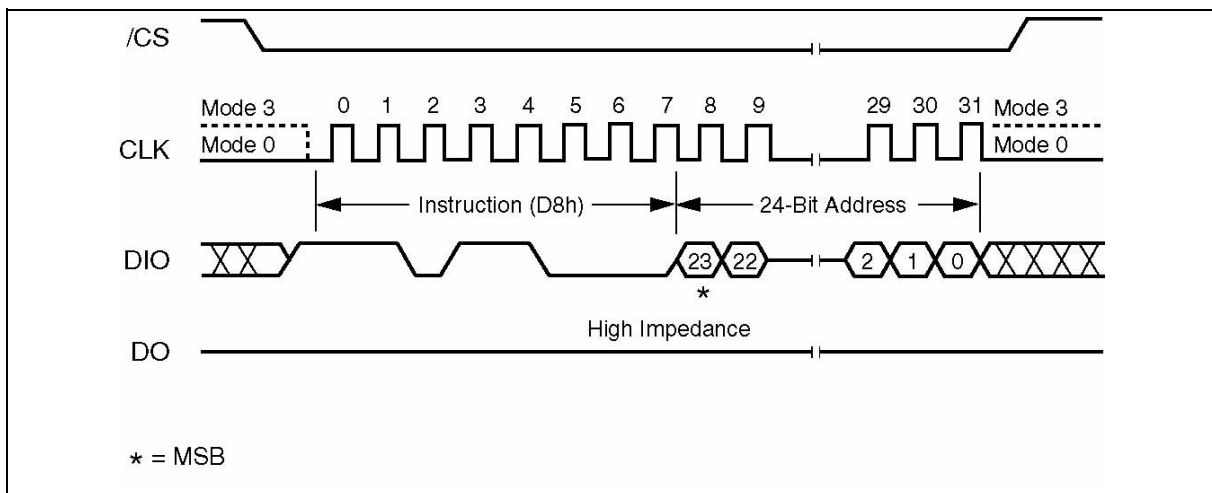 /CS
Mode 3 0 1 2 3 4 5 6 7 8 9 29 30 31 Mode 3
CLK Mode 0 Mode 0
Instruction (D8h) 24-Bit Address
DIO 23 22 2 1 0
*
High Impedance
DO
* = MSB